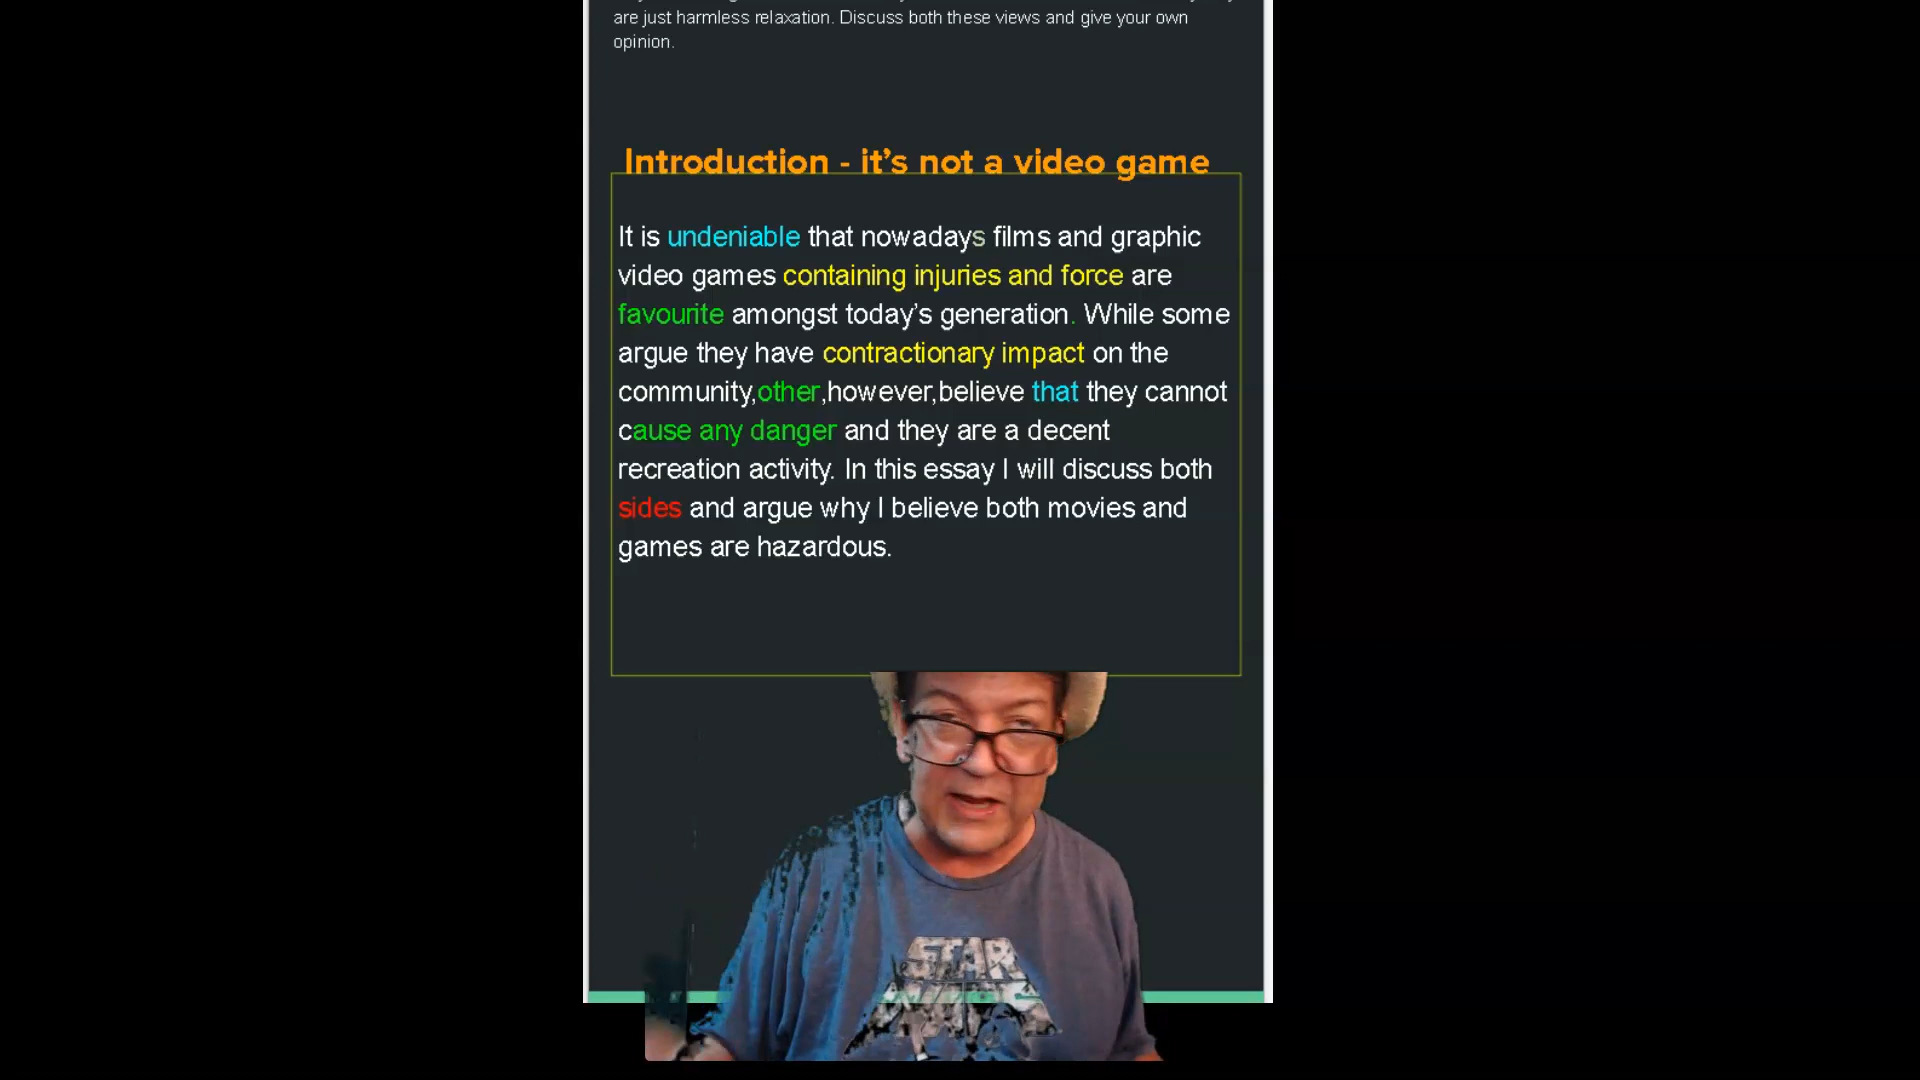 are just harmless relaxation. Discuss both these views and give your own
opinion.
Introduction - it's not a video game
It is undeniable that nowadays films and graphic
video games containing injuries and force are
favourite amongst today's generation. While some
argue they have contractionary impact on the
community,other,however,believe that they cannot
cause any danger and they are a decent
recreation activity. In this essay I will discuss both
sides and argue why I believe both movies and
games are hazardous.
STAR
WARS